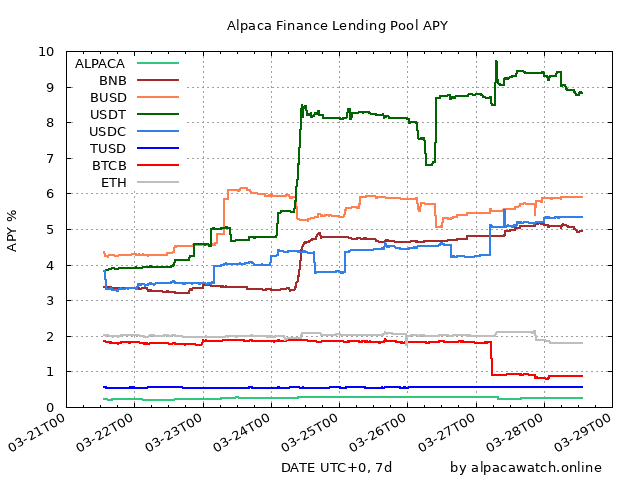 Alpaca Finance Lending Pool APY
10
9
8
7
6
5
4
3
2
1
0
APY %
ALPACA
BNB
BUSD
USDT
USDC
TUSD
BTCB
ETH
03-21T00
03-22T00
03-23T00
03-24T00
03-25T00
03-26T00
03-27T00
03-28T00
03-29T00
DATE UTC+0, 7d
by alpacawatch.online